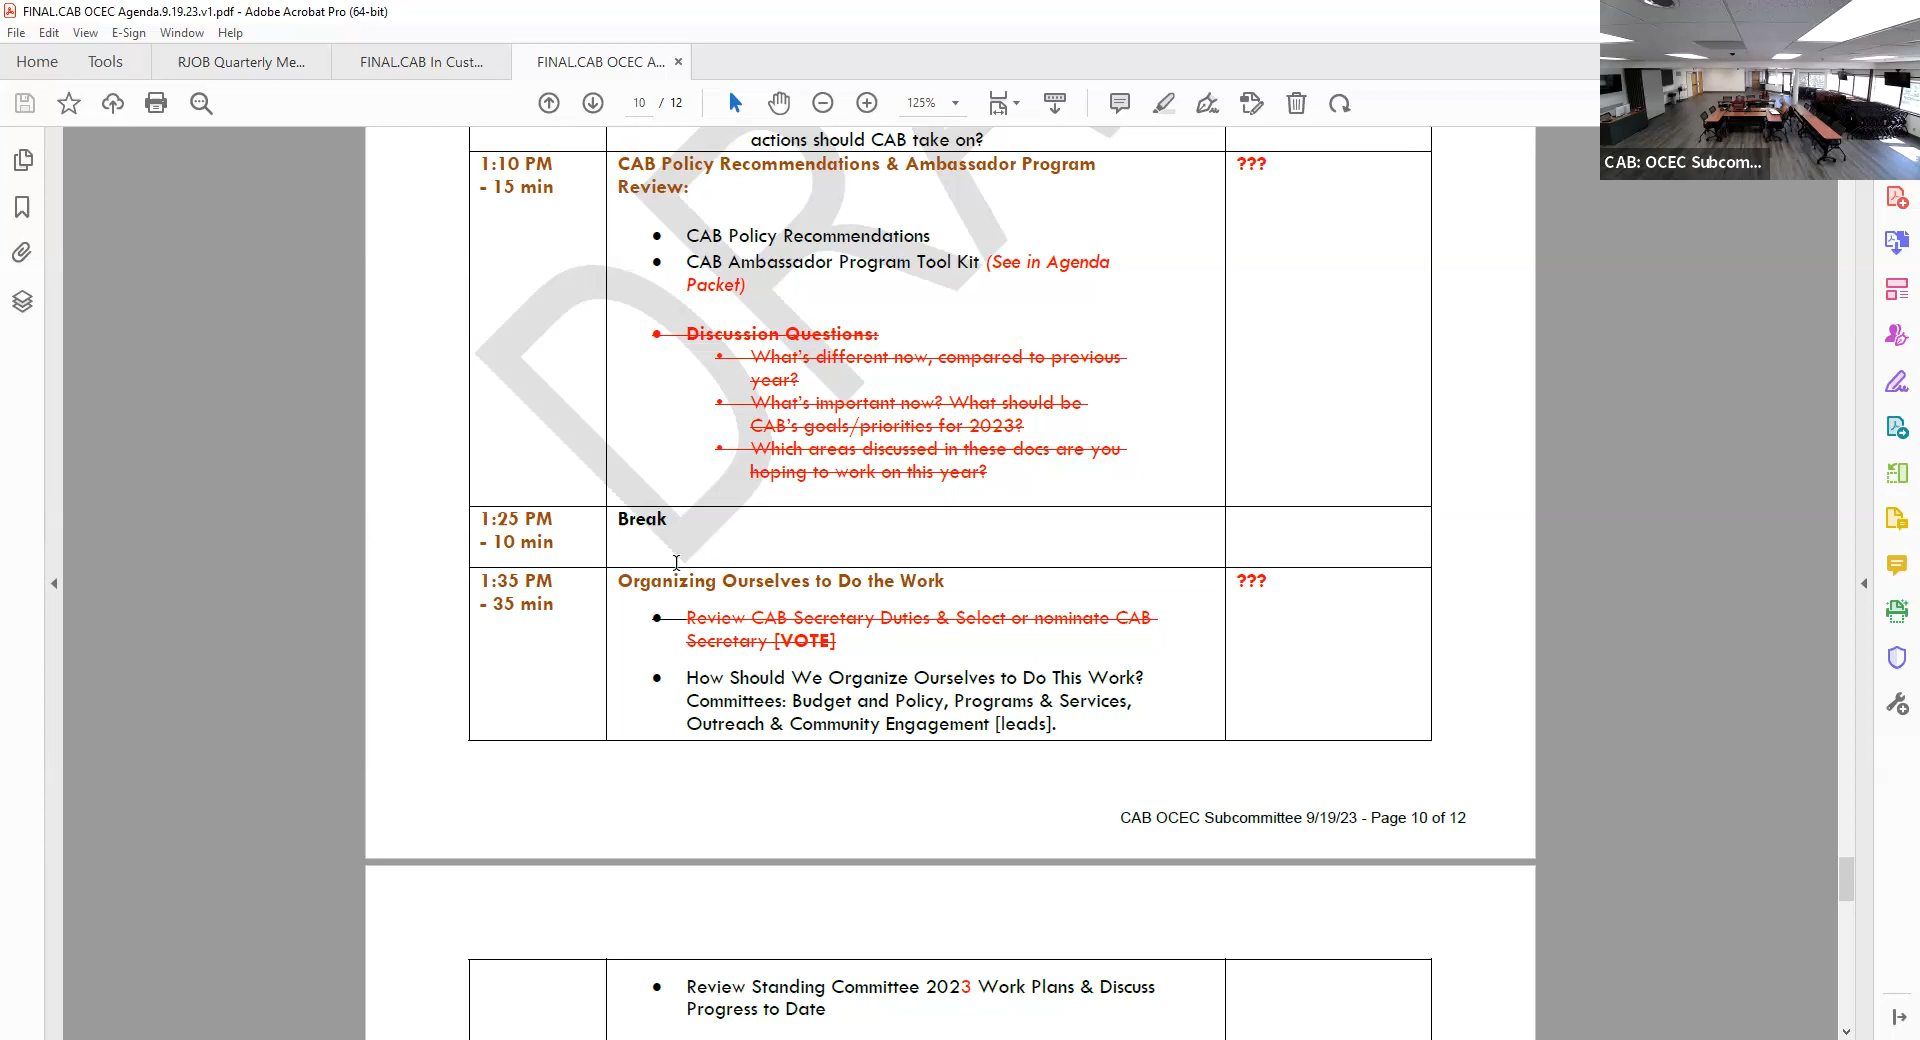 FINAL.CAB OCEC Agenda.9.19.23.v1.pdf - Adobe Acrobat Pro (64-bit)
File Edit View E-Sign Window Help
Home Tools RJOB Quarterly Me... FINAL.CAB In Cust... FINAL.CAB OCEC A... ×
10 / 12 125%
CAB: OCEC Subcom...
DRA
actions should CAB take on?
1:10 PM
- 15 min
CAB Policy Recommendations & Ambassador Program
Review:
???
• CAB Policy Recommendations
• CAB Ambassador Program Tool Kit (See in Agenda
Packet)
• Discussion Questions:
• What's different now, compared to previous
year?
• What's important now? What should be
CAB's goals/priorities for 2023?
• Which areas discussed in these docs are you
hoping to work on this year?
1:25 PM
- 10 min
Break
1:35 PM
- 35 min
Organizing Ourselves to Do the Work
???
• Review CAB Secretary Duties & Select or nominate CAB
Secretary [VOTE]
• How Should We Organize Ourselves to Do This Work?
Committees: Budget and Policy, Programs & Services,
Outreach & Community Engagement [leads].
CAB OCEC Subcommittee 9/19/23 - Page 10 of 12
• Review Standing Committee 2023 Work Plans & Discuss
Progress to Date